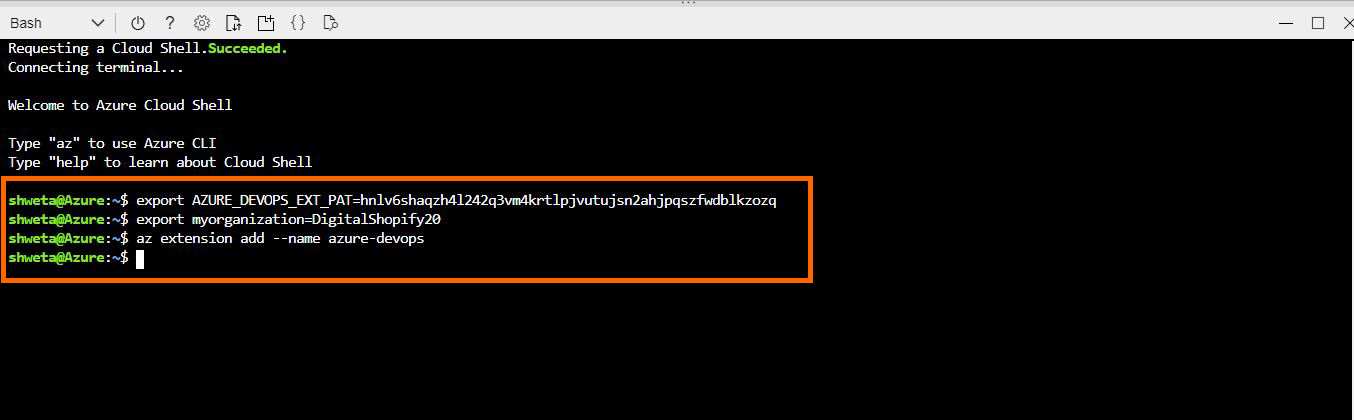 Bash
Requesting a Cloud Shell.Succeeded.
Connecting terminal...
Welcome to Azure Cloud Shell
Type "az" to use Azure CLI
Type "help" to learn about Cloud Shell
shweta@Azure:~$ export AZURE_DEVOPS_EXT_PAT=hnlv6shaqzh4l242q3vm4krtlpjvutujsn2ahjpqszfwdblkzozq
shweta@Azure:~$ export myorganization=DigitalShopify20
shweta@Azure:~$ az extension add --name azure-devops
shweta@Azure:~$